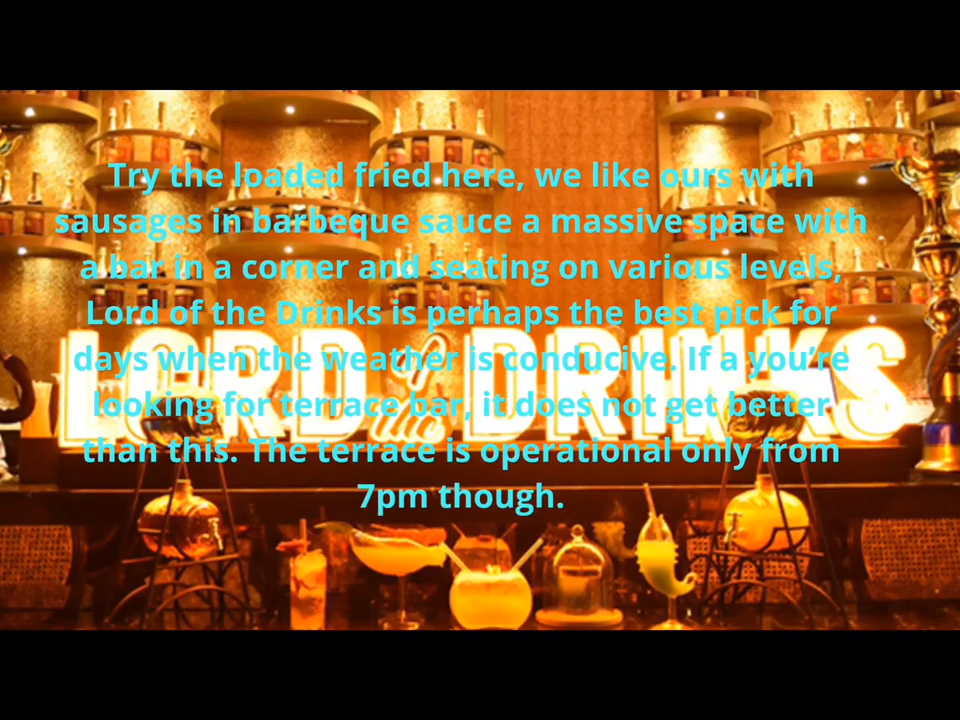 Try the loaded fried here, we like ours with
sausages in barbeque sauce a massive space with
a bar in a corner and seating on various levels,
Lord of the Drinks is perhaps the best pick for
days when the weather is conducive. If a you’re
looking for terrace bar, it does not get better
than this. The terrace is operational only from
7pm though.
LORD of the DRINKS